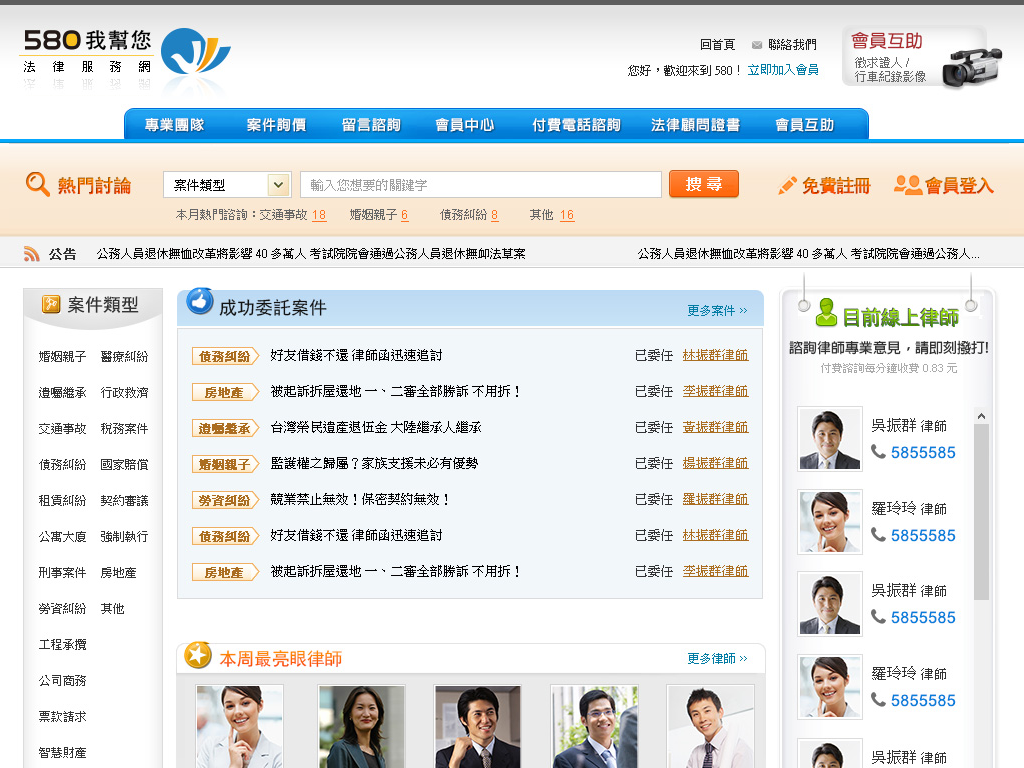 580 我幫您
法律服務網
回首頁 聯絡我們
您好，歡迎來到 580！ 立即加入會員
會員互助
徵求證人 /
行車紀錄影像
專業團隊 案件詢價 留言諮詢 會員中心 付費電話諮詢 法律顧問證書 會員互助
熱門討論 案件類型 輸入您想要的關鍵字 搜尋 免費註冊 會員登入
本月熱門諮詢：交通事故 18 婚姻親子 6 債務糾紛 8 其他 16
公告 公務人員退休撫恤改革將影響 40 多萬人 考試院院會通過公務人員退休撫卹法草案 公務人員退休撫恤改革將影響 40 多萬人 考試院院會通過公務人...
案件類型
婚姻親子 醫療糾紛
遺囑繼承 行政救濟
交通事故 稅務案件
債務糾紛 國家賠償
租賃糾紛 契約審議
公寓大廈 強制執行
刑事案件 房地產
勞資糾紛 其他
工程承攬
公司商務
票款請求
智慧財產
成功委託案件 更多案件 »
債務糾紛 好友借錢不還 律師函迅速追討 已委任 林振群律師
房地產 被起訴拆屋還地 一、二審全部勝訴 不用拆！ 已委任 李振群律師
遺囑繼承 台灣榮民遺產退伍金 大陸繼承人繼承 已委任 黃振群律師
婚姻親子 監護權之歸屬？家族支援未必有優勢 已委任 楊振群律師
勞資糾紛 競業禁止無效！保密契約無效！ 已委任 羅振群律師
債務糾紛 好友借錢不還 律師函迅速追討 已委任 林振群律師
房地產 被起訴拆屋還地 一、二審全部勝訴 不用拆！ 已委任 李振群律師
本周最亮眼律師 更多律師 »
目前線上律師
諮詢律師專業意見，請即刻撥打!
付費諮詢每分鐘收費 0.83 元
吳振群 律師
5855585
羅玲玲 律師
5855585
吳振群 律師
5855585
羅玲玲 律師
5855585
吳振群 律師